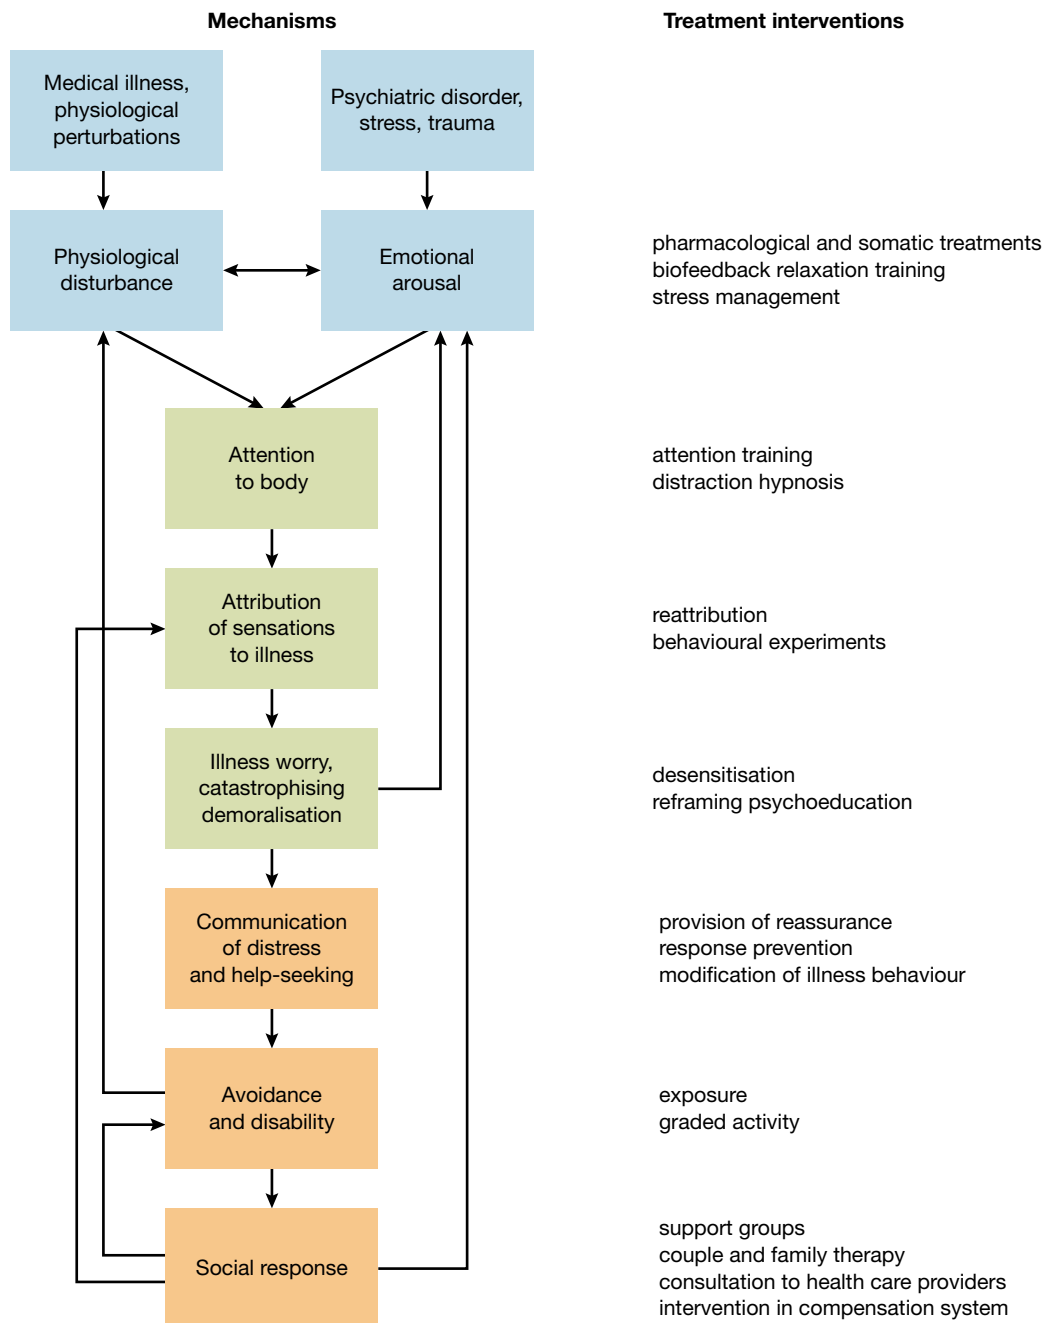 Mechanisms
Treatment interventions
Medical illness,
physiological
perturbations
Psychiatric disorder,
stress, trauma
Physiological
disturbance
Emotional
arousal
pharmacological and somatic treatments
biofeedback relaxation training
stress management
Attention
to body
attention training
distraction hypnosis
Attribution
of sensations
to illness
reattribution
behavioural experiments
Illness worry,
catastrophising
demoralisation
desensitisation
reframing psychoeducation
Communication
of distress
and help-seeking
provision of reassurance
response prevention
modification of illness behaviour
Avoidance
and disability
exposure
graded activity
Social response
support groups
couple and family therapy
consultation to health care providers
intervention in compensation system